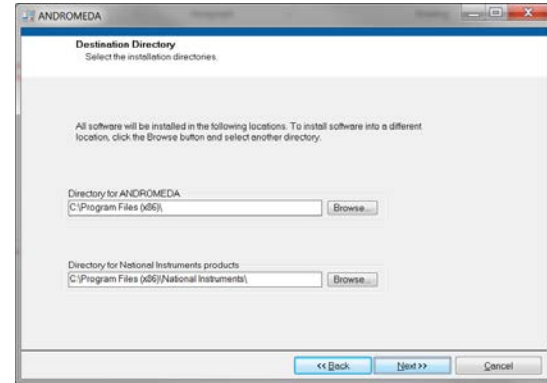 ANDROMEDA
Destination Directory
Select the installation directories.
All software will be installed in the following locations. To install software into a different
location, click the Browse button and select another directory.
Directory for ANDROMEDA
C:\Program Files (x86)\
Browse...
Directory for National Instruments products
C:\Program Files (x86)\National Instruments\
Browse...
<< Back
Next >>
Cancel